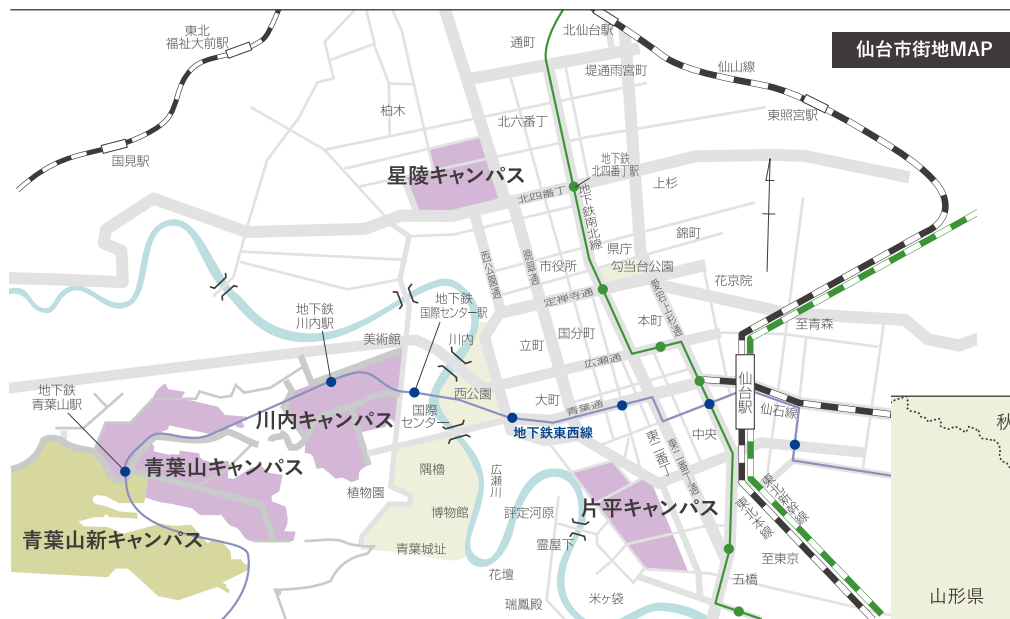 仙台市街地MAP
東北
福祉大前駅
北仙台駅
通町
堤通雨宮町
仙山線
柏木
北六番丁
東照宮駅
国見駅
地下鉄
北四番丁駅
星陵キャンパス
北四番丁
上杉
地下鉄南北線
錦町
県庁
市役所
勾当台公園
西公園通
晩翠通
花京院
愛宕上杉通
定禅寺通
地下鉄
川内駅
地下鉄
国際センター駅
本町
至青森
国分町
美術館
川内
立町
広瀬通
地下鉄
青葉山駅
西公園
大町
仙台駅
青葉通
仙石線
国際
センター
川内キャンパス
地下鉄東西線
中央
東二番丁
東二番丁通
青葉山キャンパス
隅櫓
広瀬川
植物園
片平キャンパス
博物館
評定河原
東北新幹線
東北本線
青葉山新キャンパス
青葉城址
霊屋下
至東京
花壇
五橋
瑞鳳殿
米ヶ袋
秋
山形県